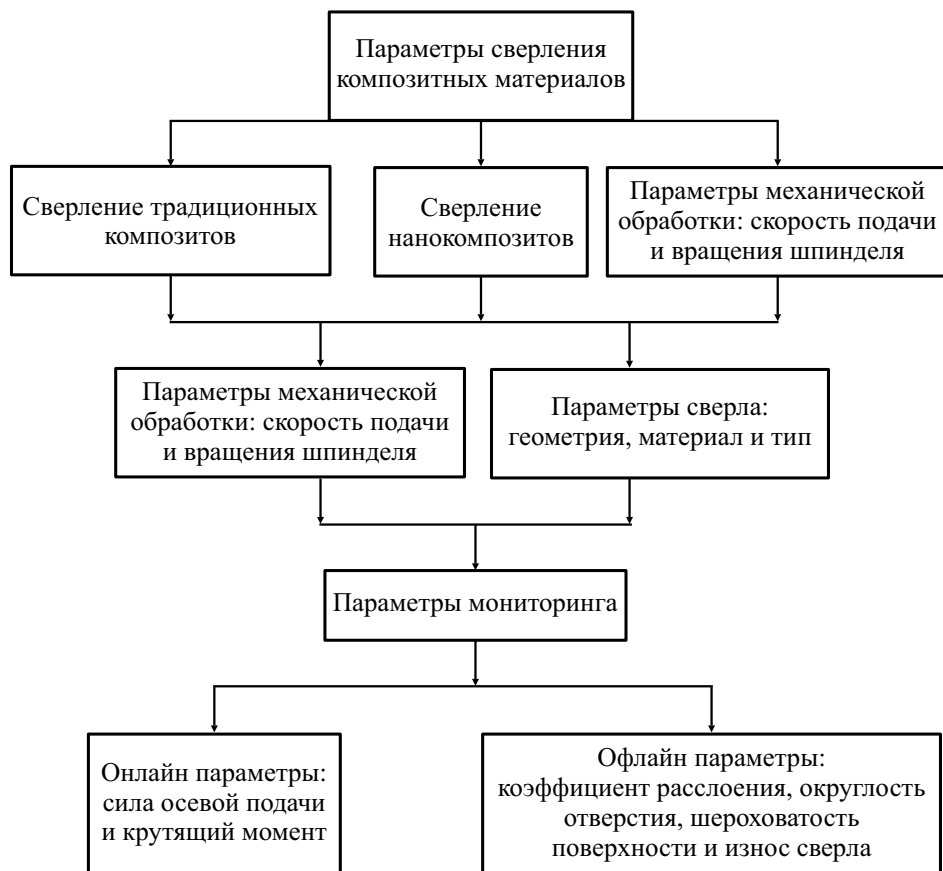 Параметры сверления
композитных материалов
Сверление традиционных
композитов
Сверление
нанокомпозитов
Параметры механической
обработки: скорость подачи
и вращения шпинделя
Параметры механической
обработки: скорость подачи
и вращения шпинделя
Параметры сверла:
геометрия, материал и тип
Параметры мониторинга
Онлайн параметры:
сила осевой подачи
и крутящий момент
Офлайн параметры:
коэффициент расслоения, округлость
отверстия, шероховатость
поверхности и износ сверла